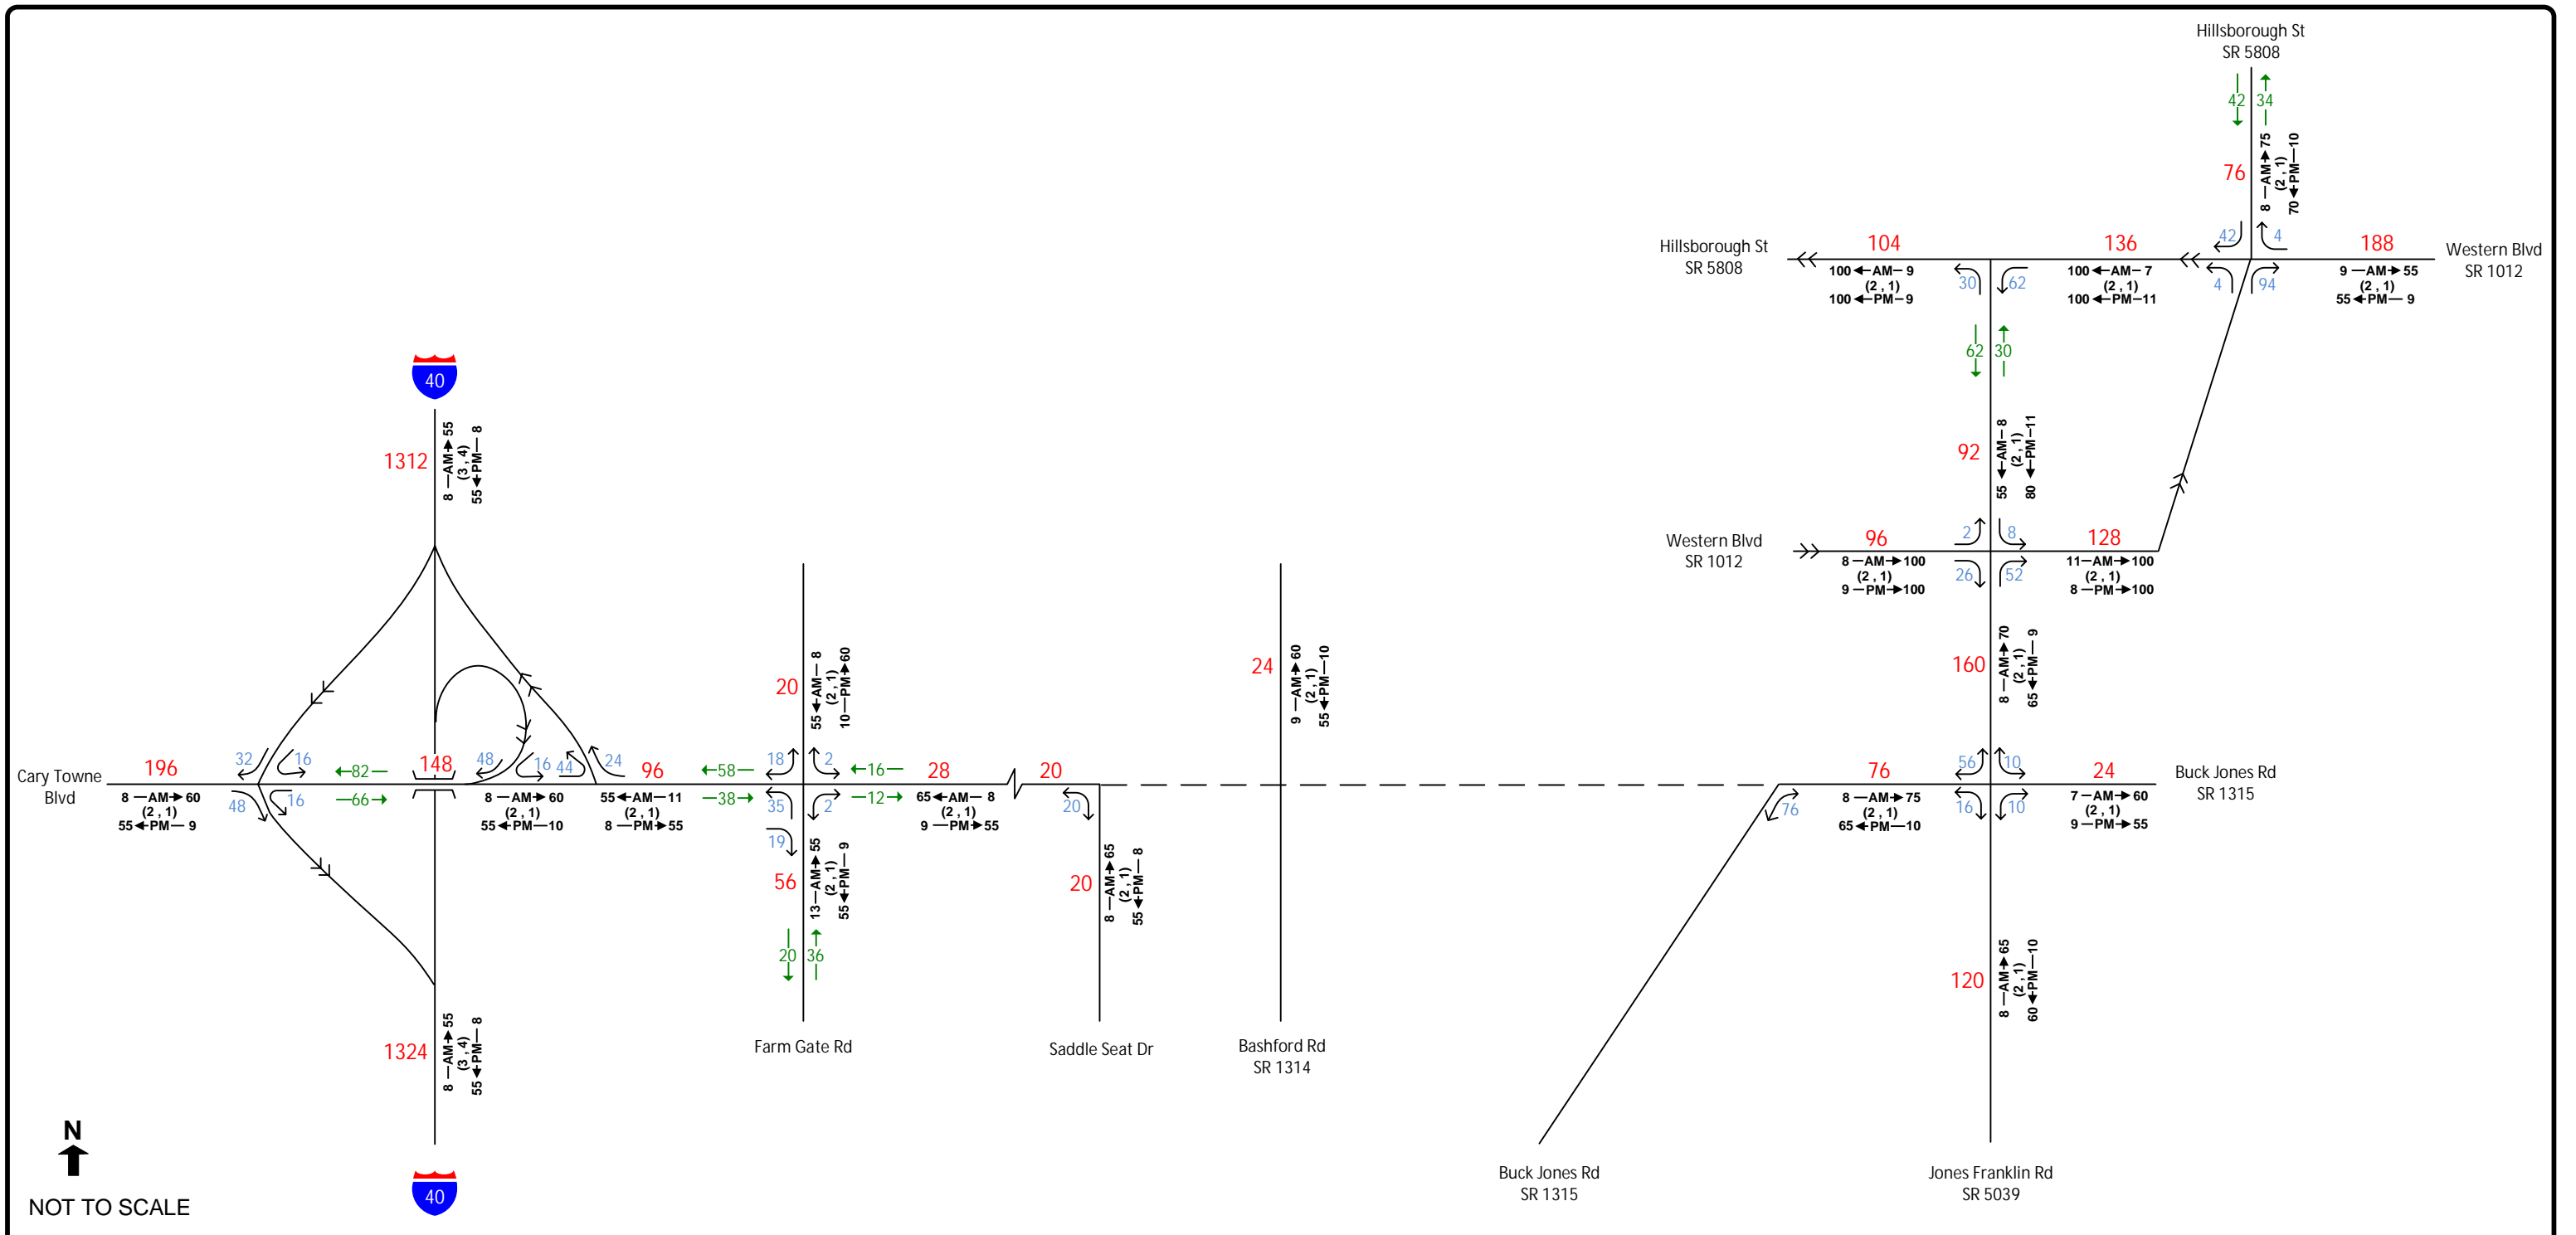 Hillsborough St
SR 5808
42 34
76
8 —AM→ 75
(2 , 1)
70 ←PM— 10
Hillsborough St
SR 5808
104
100 ←AM— 9
(2 , 1)
100 ←PM— 9
30 62
136
100 ←AM— 7
(2 , 1)
100 ←PM— 11
42 4
4 94
188
9 —AM→ 55
(2 , 1)
55 ←PM— 9
Western Blvd
SR 1012
62 30
92
55 ←AM— 8
(2 , 1)
80 ←PM— 11
Western Blvd
SR 1012
96
8 —AM→ 100
(2 , 1)
9 —PM→ 100
2 8
26 52
128
11 —AM→ 100
(2 , 1)
8 —PM→ 100
160
8 —AM→ 70
(2 , 1)
65 ←PM— 9
40
1312
8 —AM→ 55
(3 , 4)
55 ←PM— 8
Cary Towne
Blvd
196
8 —AM→ 60
(2 , 1)
55 ←PM— 9
32 16
48 16
←82—
—66→
148
48 16 44 24
8 —AM→ 60
(2 , 1)
55 ←PM— 10
96
55 ←AM— 11
(2 , 1)
8 —PM→ 55
←58—
—38→
20
55 ←AM— 8
(2 , 1)
10 —PM→ 60
18 2
35 2
19
←16—
—12→
28
65 ←AM— 8
(2 , 1)
9 —PM→ 55
20
20
56
13 —AM→ 55
(2 , 1)
55 ←PM— 9
20 36
Farm Gate Rd
20
8 —AM→ 65
(2 , 1)
55 ←PM— 8
Saddle Seat Dr
24
9 —AM→ 60
(2 , 1)
55 ←PM— 10
Bashford Rd
SR 1314
76
76
8 —AM→ 75
(2 , 1)
65 ←PM— 10
56 10
16 10
24
7 —AM→ 60
(2 , 1)
9 —PM→ 55
Buck Jones Rd
SR 1315
120
8 —AM→ 65
(2 , 1)
60 ←PM— 10
1324
8 —AM→ 55
(3 , 4)
55 ←PM— 8
40
Buck Jones Rd
SR 1315
Jones Franklin Rd
SR 5039
N
NOT TO SCALE